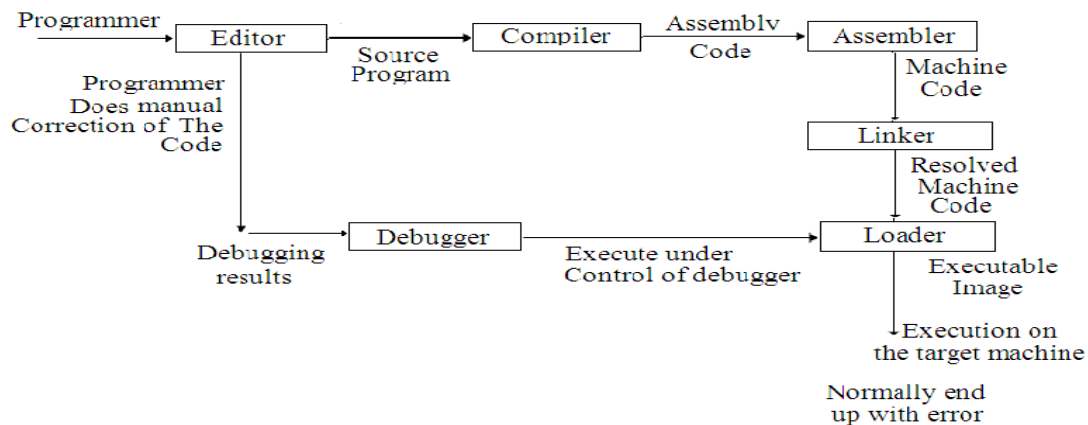 Programmer
Editor
Source
Program
Compiler
Assembly
Code
Assembler
Programmer
Does manual
Correction of The
Code
Machine
Code
Linker
Resolved
Machine
Code
Debugging
results
Debugger
Execute under
Control of debugger
Loader
Executable
Image
Execution on
the target machine
Normally end
up with error